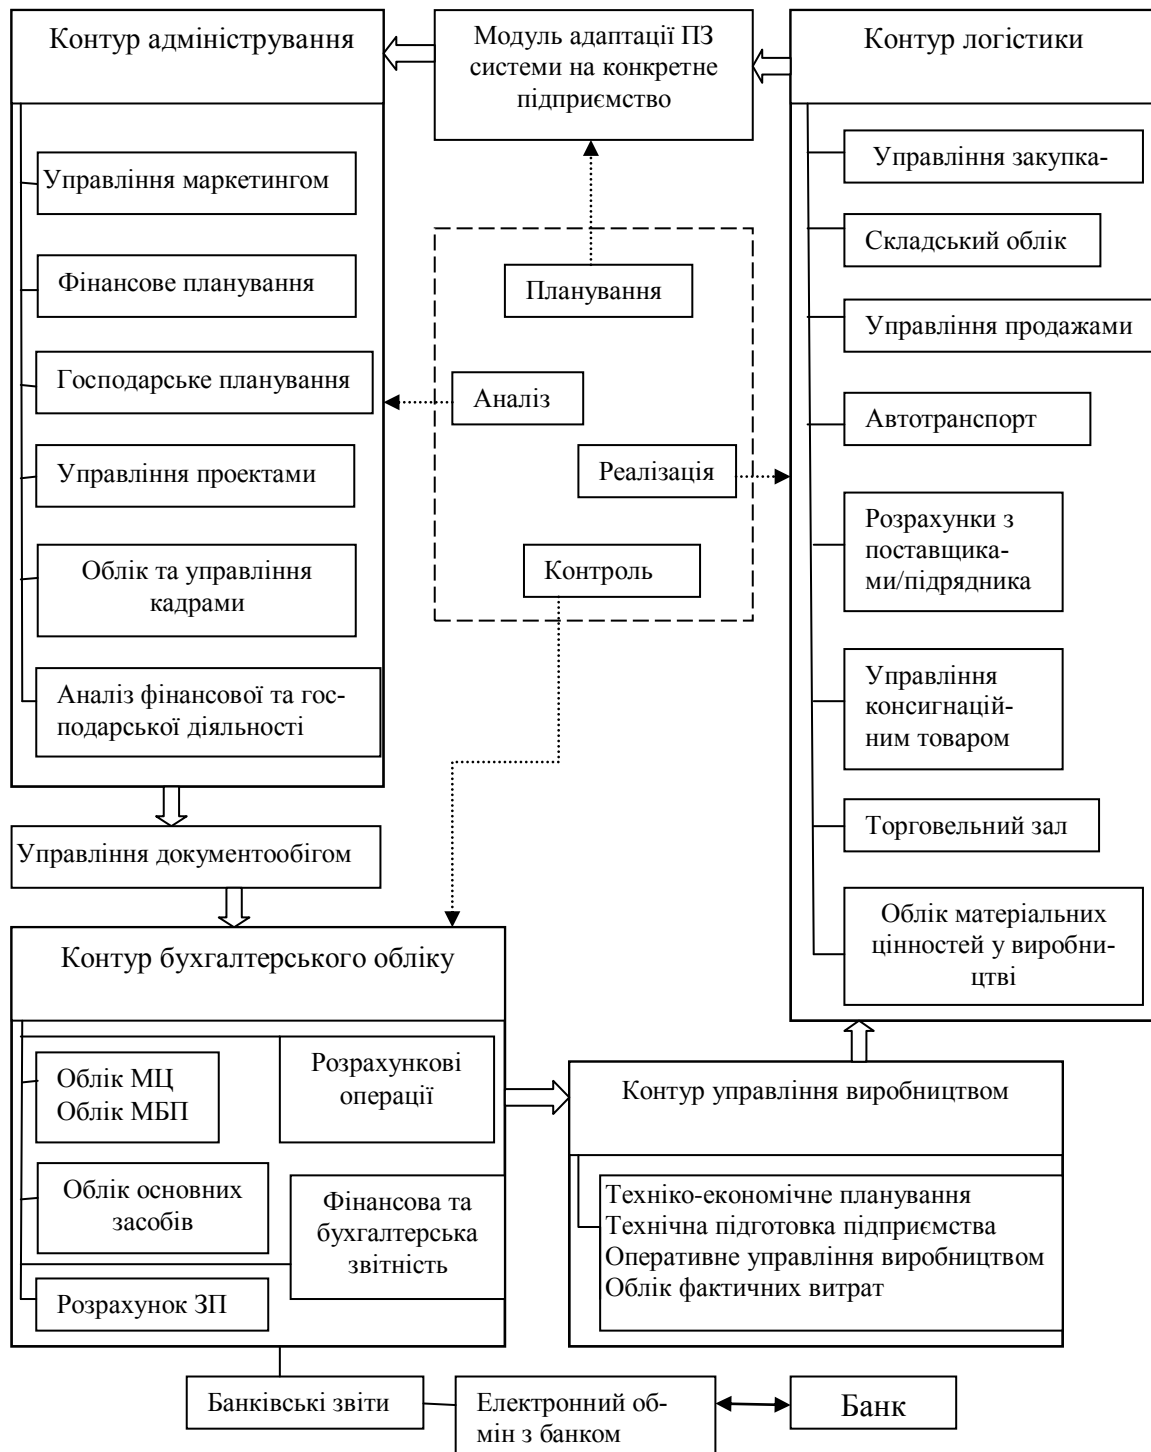 Контур адміністрування
Модуль адаптації ПЗ
системи на конкретне
підприємство
Контур логістики
Управління маркетингом
Фінансове планування
Господарське планування
Управління проектами
Облік та управління
кадрами
Аналіз фінансової та гос-
подарської діяльності
Планування
Аналіз
Реалізація
Контроль
Управління закупка-
Складський облік
Управління продажами
Автотранспорт
Розрахунки з
поставщика-
ами/підрядника
Управління
консигнацій-
ним товаром
Торговельний зал
Облік матеріальних
цінностей у виробни-
цтві
Управління документообігом
Контур бухгалтерського обліку
Облік МЦ
Облік МБП
Розрахункові
операції
Облік основних
засобів
Фінансова та
бухгалтерська
звітність
Розрахунок ЗП
Контур управління виробництвом
Техніко-економічне планування
Технічна підготовка підприємства
Оперативне управління виробництвом
Облік фактичних витрат
Банківські звіти
Електронний об-
мін з банком
Банк